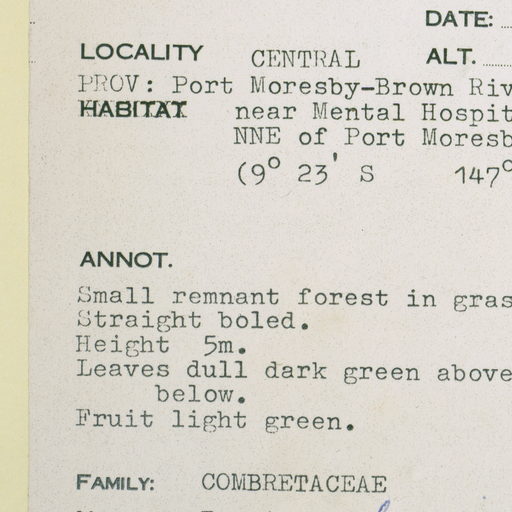 DATE:
LOCALITY CENTRAL ALT.
PROV: Port Moresby-Brown Riv
HABITAT near Mental Hospit
NNE of Port Moresb
(9° 23' S 147°
ANNOT.
Small remnant forest in gras
Straight boled.
Height 5m.
Leaves dull dark green above
below.
Fruit light green.
FAMILY: COMBRETACEAE